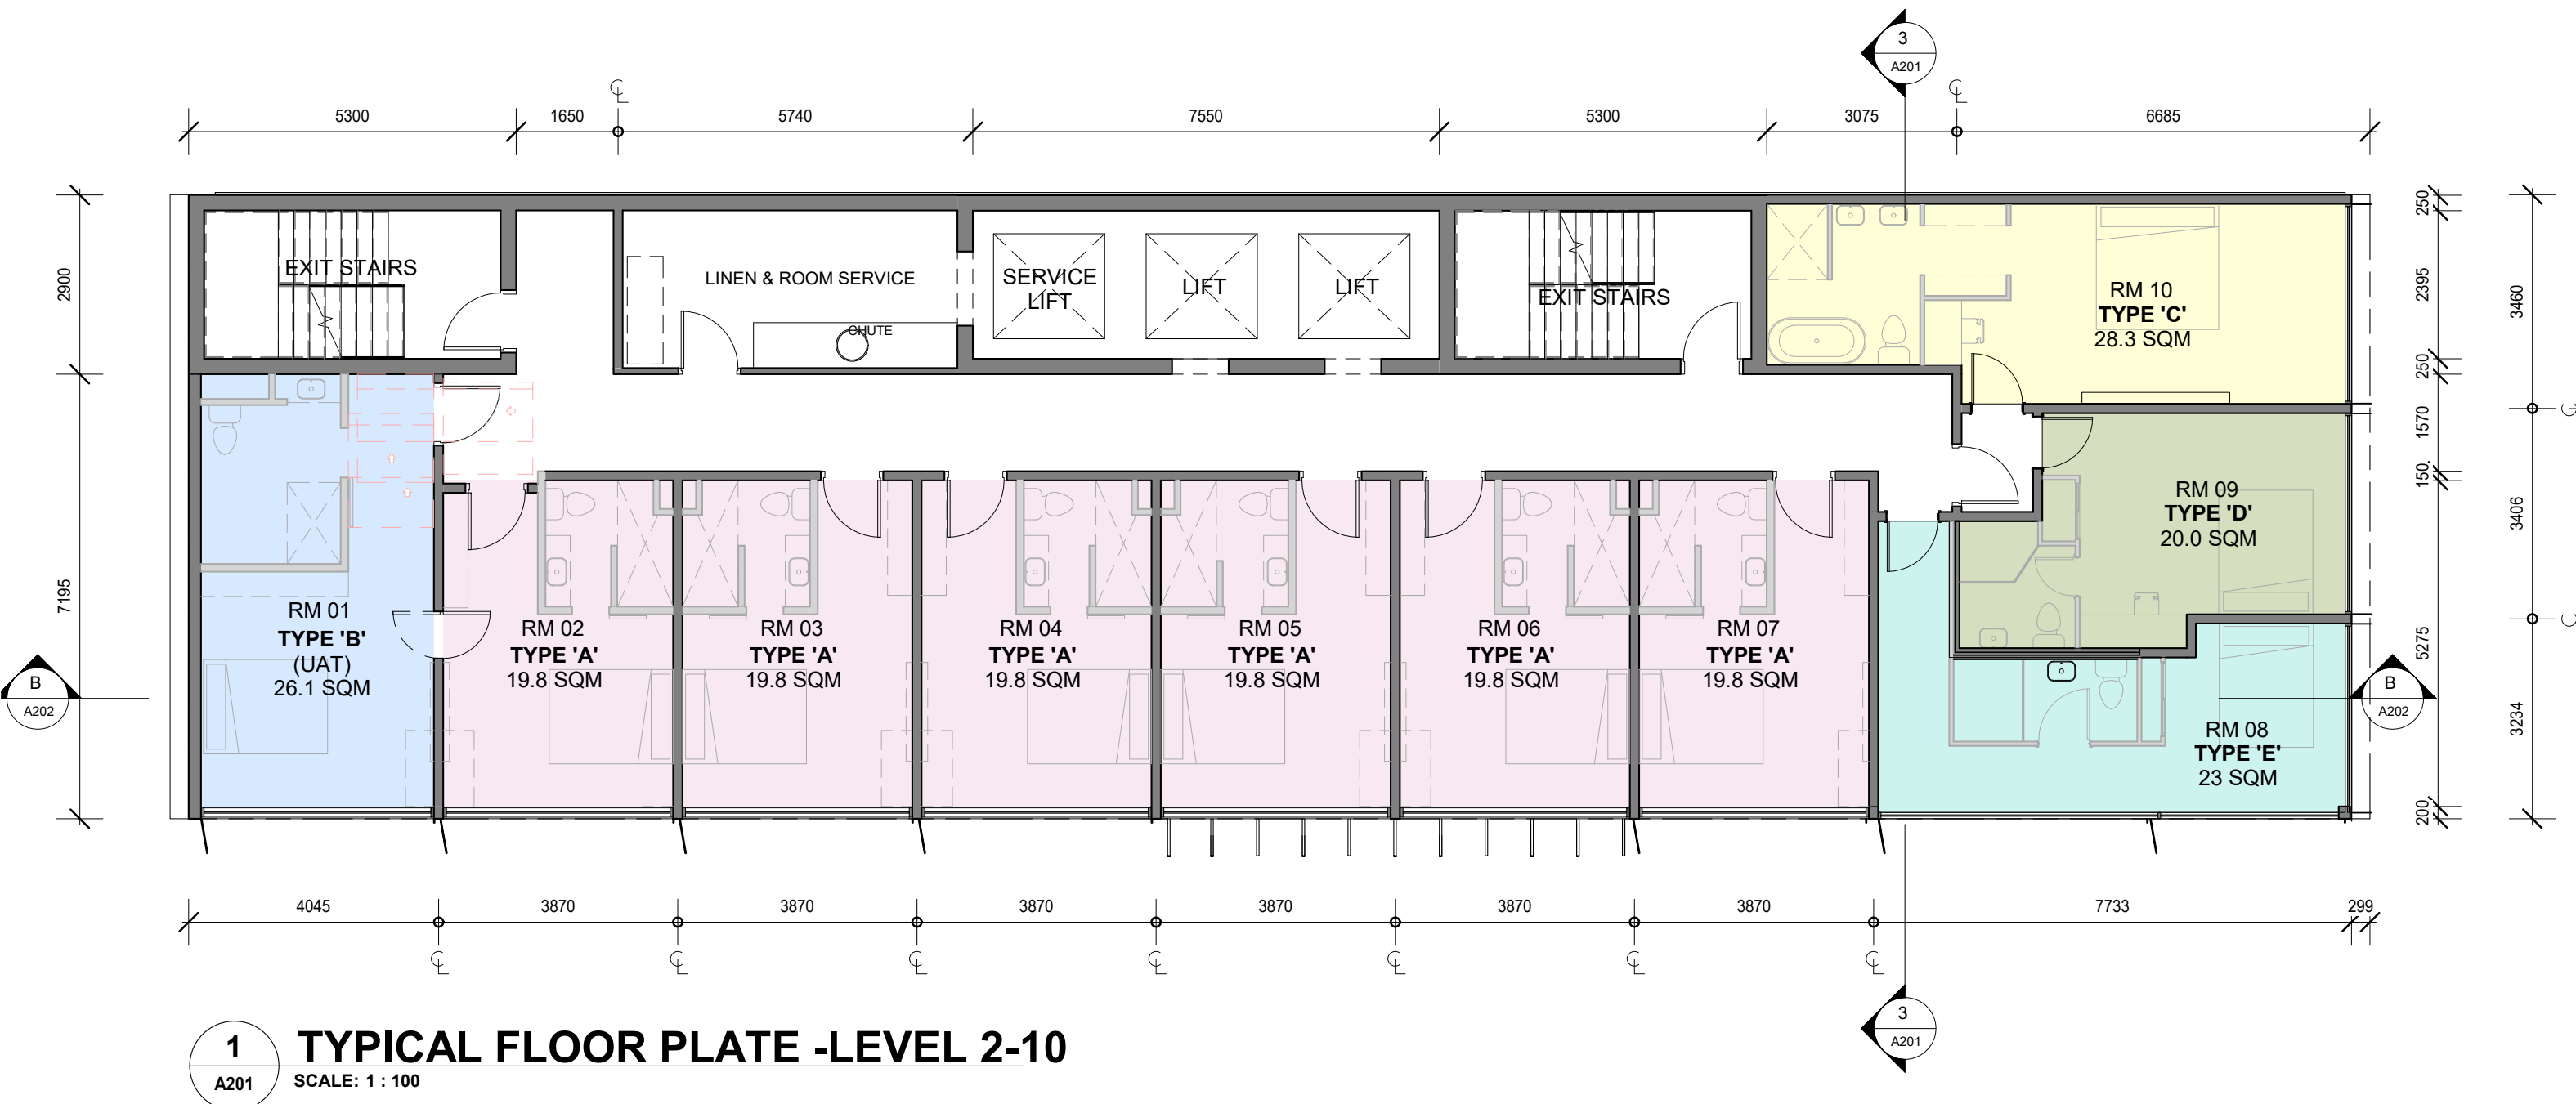 3
A201
5300
1650
5740
7550
5300
3075
6685
2900
7195
250
2395
250
1570
150
5275
200
3460
3406
3234
EXIT STAIRS
LINEN & ROOM SERVICE
CHUTE
SERVICE
LIFT
LIFT
LIFT
EXIT STAIRS
RM 10
TYPE 'C'
28.3 SQM
RM 09
TYPE 'D'
20.0 SQM
RM 01
TYPE 'B'
(UAT)
26.1 SQM
RM 02
TYPE 'A'
19.8 SQM
RM 03
TYPE 'A'
19.8 SQM
RM 04
TYPE 'A'
19.8 SQM
RM 05
TYPE 'A'
19.8 SQM
RM 06
TYPE 'A'
19.8 SQM
RM 07
TYPE 'A'
19.8 SQM
RM 08
TYPE 'E'
23 SQM
B
A202
B
A202
4045
3870
3870
3870
3870
3870
3870
7733
299
3
A201
1
A201
TYPICAL FLOOR PLATE -LEVEL 2-10
SCALE: 1 : 100